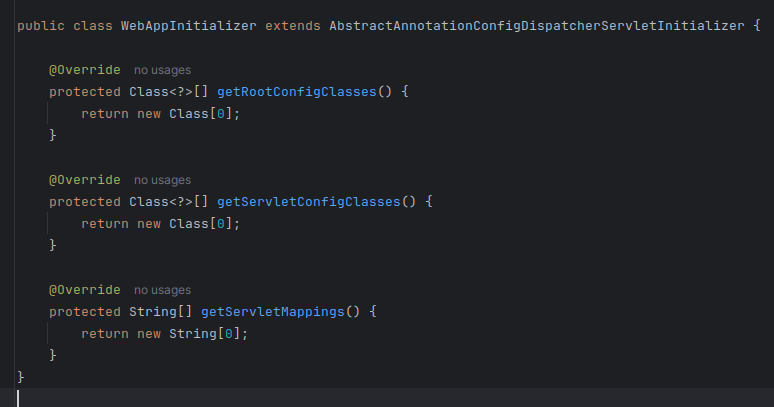 public class WebAppInitializer extends AbstractAnnotationConfigDispatcherServletInitializer {
@Override no usages
protected Class<?>[] getRootConfigClasses() {
return new Class[0];
}
@Override no usages
protected Class<?>[] getServletConfigClasses() {
return new Class[0];
}
@Override no usages
protected String[] getServletMappings() {
return new String[0];
}
}